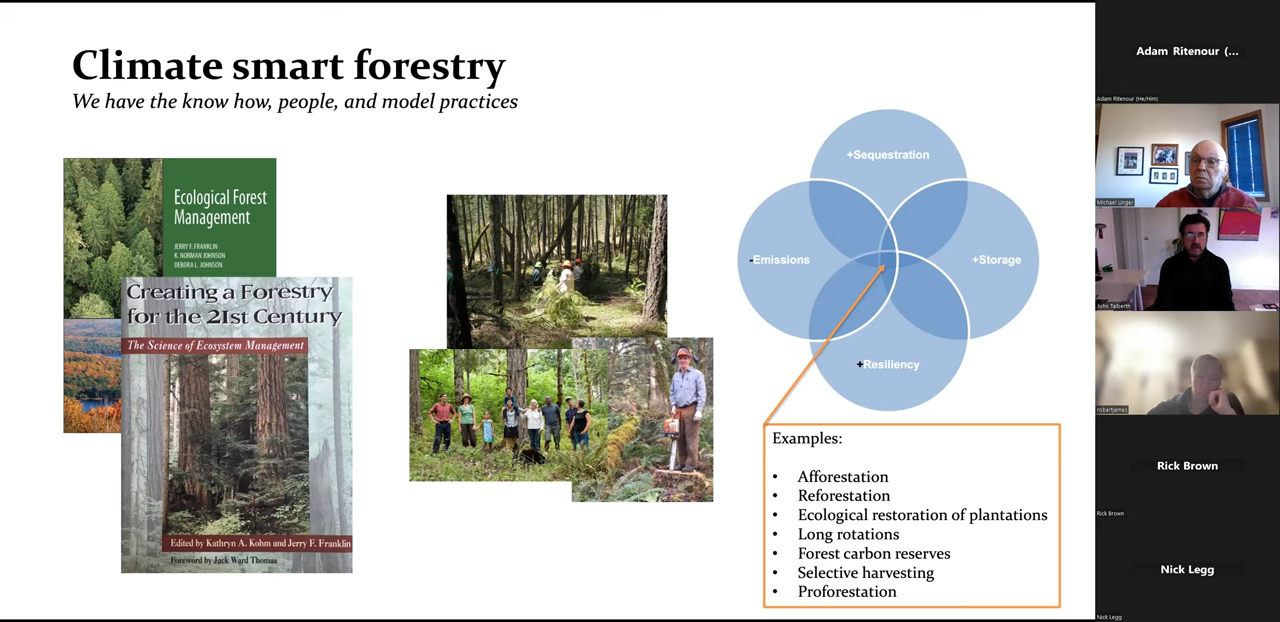 Climate smart forestry
We have the know how, people, and model practices
Ecological Forest
Management
JERRY F. FRANKLIN
K. NORMAN JOHNSON
DEBORA L. JOHNSON
Creating a Forestry
for the 21st Century
The Science of Ecosystem Management
Edited by Kathryn A. Kohm and Jerry F. Franklin
Foreword by Jack Ward Thomas
+Sequestration
-Emissions
+Storage
+Resiliency
Examples:
• Afforestation
• Reforestation
• Ecological restoration of plantations
• Long rotations
• Forest carbon reserves
• Selective harvesting
• Proforestation
Adam Ritenour (...
Adam Ritenour (He/Him)
Michael Unger
John Talberth
robertjames
Rick Brown
Rick Brown
Nick Legg
Nick Legg